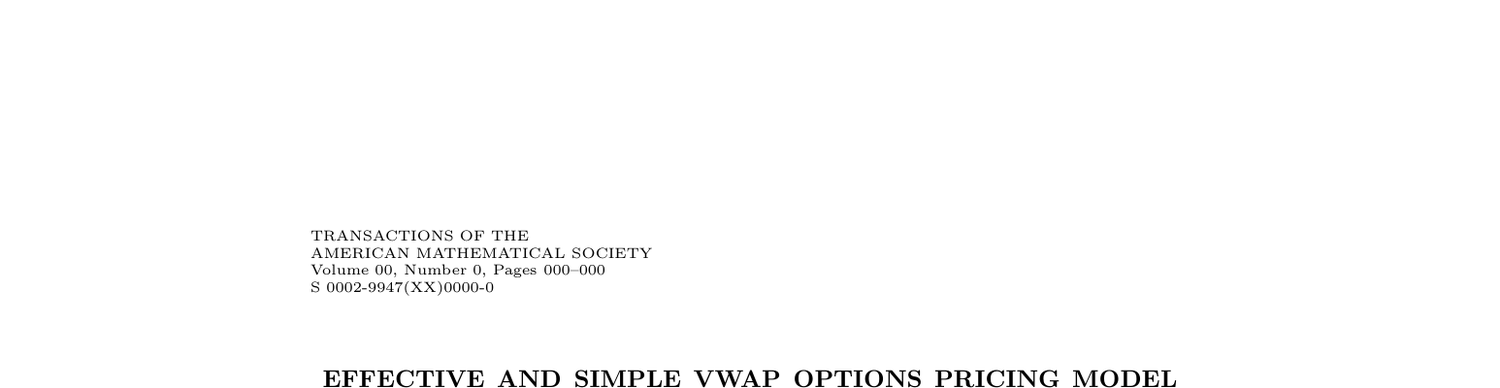 TRANSACTIONS OF THE
AMERICAN MATHEMATICAL SOCIETY
Volume 00, Number 0, Pages 000–000
S 0002-9947(XX)0000-0
EFFECTIVE AND SIMPLE VWAP OPTIONS PRICING MODEL